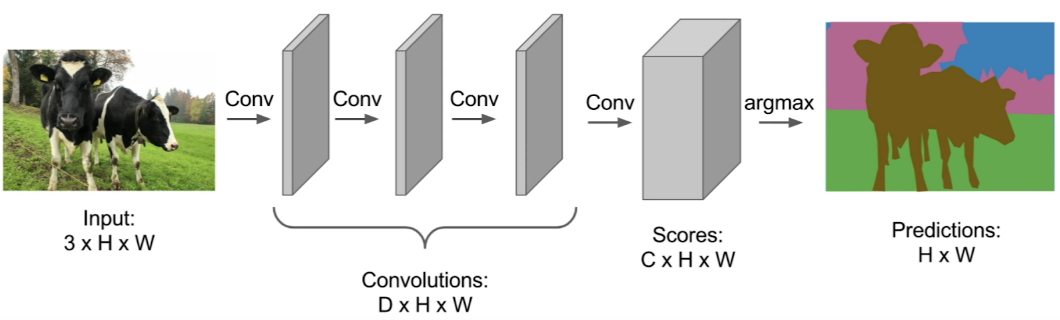 Conv
Conv
Conv
Conv
argmax
Input:
3 x H x W
Convolutions:
D x H x W
Scores:
C x H x W
Predictions:
H x W